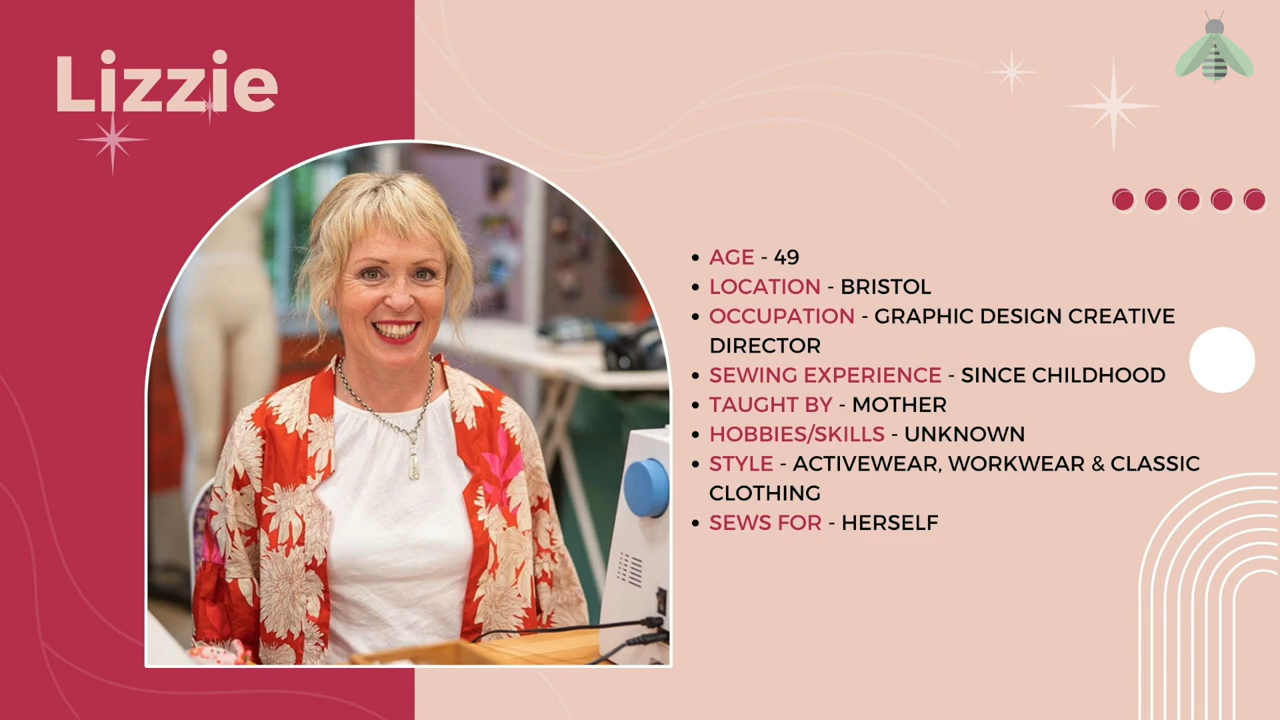 Lizzie
• AGE - 49
• LOCATION - BRISTOL
• OCCUPATION - GRAPHIC DESIGN CREATIVE
DIRECTOR
• SEWING EXPERIENCE - SINCE CHILDHOOD
• TAUGHT BY - MOTHER
• HOBBIES/SKILLS - UNKNOWN
• STYLE - ACTIVEWEAR, WORKWEAR & CLASSIC
CLOTHING
• SEWS FOR - HERSELF